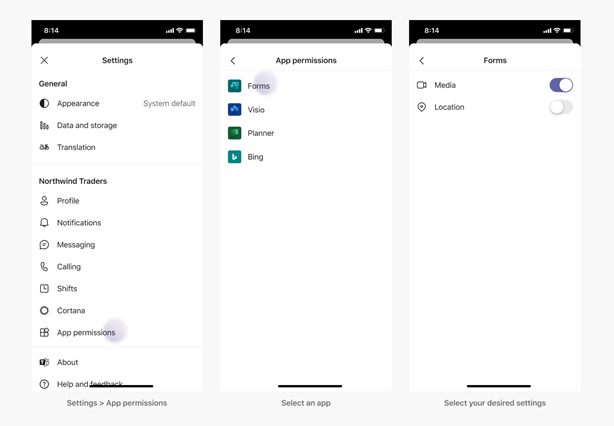 8:14
Settings
General
Appearance System default
Data and storage
Translation
Northwind Traders
Profile
Notifications
Messaging
Calling
Shifts
Cortana
App permissions
About
Help and feedback
Settings > App permissions
8:14
App permissions
Forms
Visio
Planner
Bing
Select an app
8:14
Forms
Media
Location
Select your desired settings